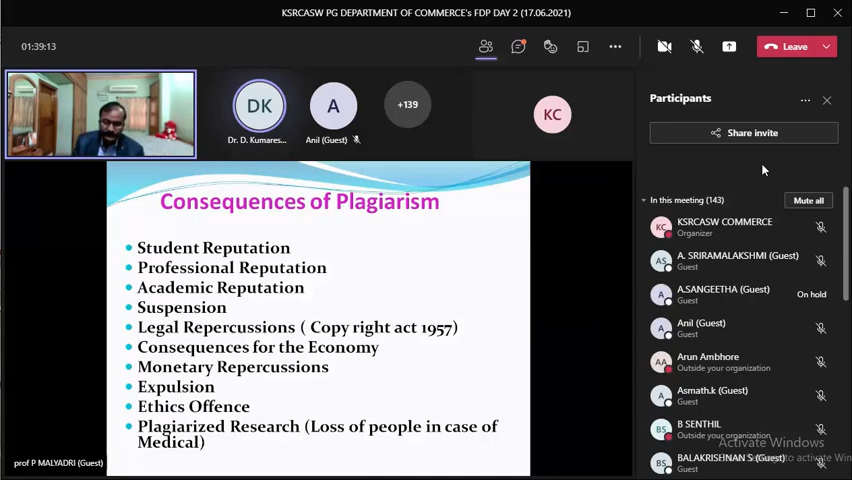 KSRCASW PG DEPARTMENT OF COMMERCE's FDP DAY 2 (17.06.2021)
01:39:13
Leave
DK
Dr. D. Kumares...
A
Anil (Guest)
+139
KC
Participants
Share invite
In this meeting (143)
Mute all
KC
KSRCASW COMMERCE
Organizer
AS
A. SRIRAMALAKSHMI (Guest)
Guest
A
A.SANGEETHA (Guest)
Guest
On hold
A
Anil (Guest)
Guest
AA
Arun Ambhore
Outside your organization
A
Asmath.k (Guest)
Guest
BS
B SENTHIL
Outside your organization
BS
BALAKRISHNAN S (Guest)
Guest
Activate Windows
Consequences of Plagiarism
• Student Reputation
• Professional Reputation
• Academic Reputation
• Suspension
• Legal Repercussions ( Copy right act 1957)
• Consequences for the Economy
• Monetary Repercussions
• Expulsion
• Ethics Offence
• Plagiarized Research (Loss of people in case of
Medical)
prof P MALYADRI (Guest)